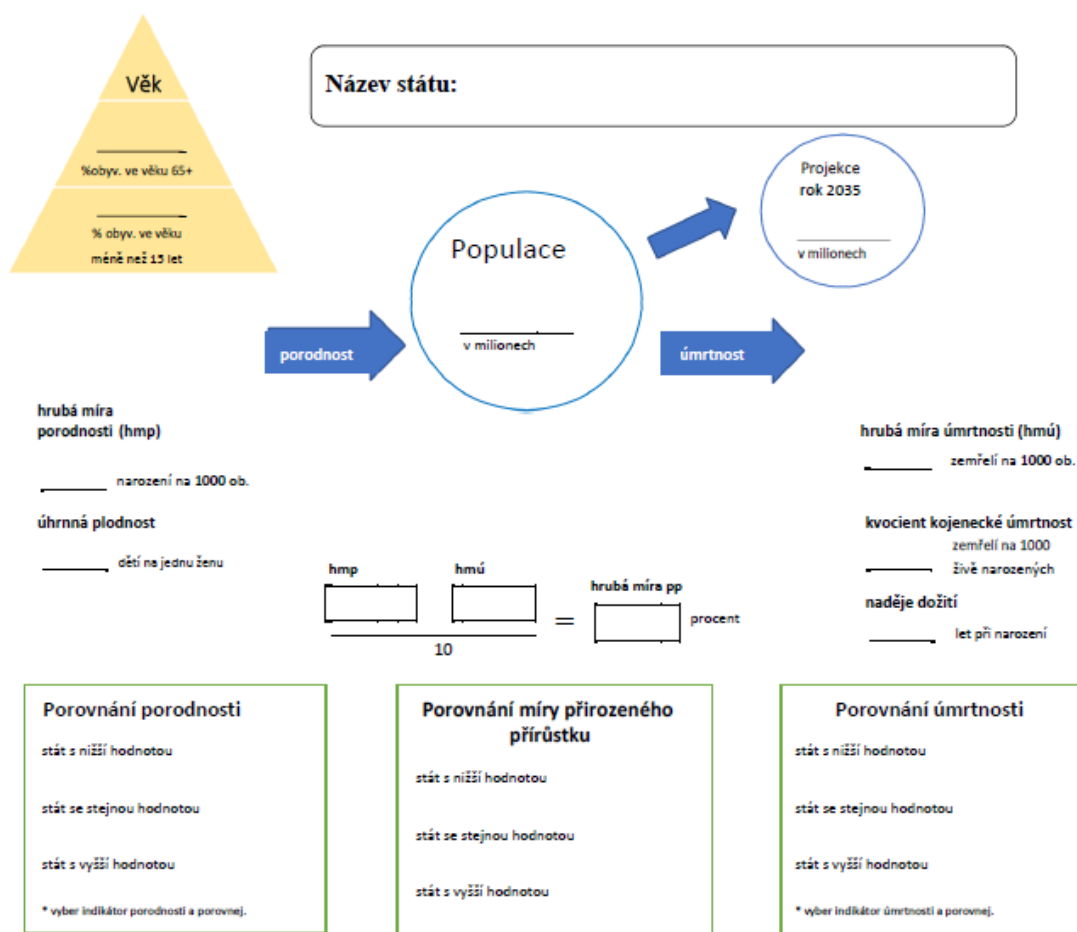 Věk
%obyv. ve věku 65+
% obyv. ve věku
méně než 15 let
Název státu:
Projekce
rok 2035
v milionech
Populace
v milionech
porodnost
úmrtnost
hrubá míra
porodnosti (hmp)
narození na 1000 ob.
úhrnná plodnost
dětí na jednu ženu
hrubá míra úmrtnosti (hmú)
zemřelí na 1000 ob.
kvocient kojenecké úmrtnost
zemřelí na 1000
živě narozených
naděje dožití
let při narození
hmp
hmú
hrubá míra pp
=
procent
10
Porovnání porodnosti
stát s nižší hodnotou
stát se stejnou hodnotou
stát s vyšší hodnotou
* vyber indikátor porodnosti a porovnej.
Porovnání míry přirozeného
přírůstku
stát s nižší hodnotou
stát se stejnou hodnotou
stát s vyšší hodnotou
Porovnání úmrtnosti
stát s nižší hodnotou
stát se stejnou hodnotou
stát s vyšší hodnotou
* vyber indikátor úmrtnosti a porovnej.